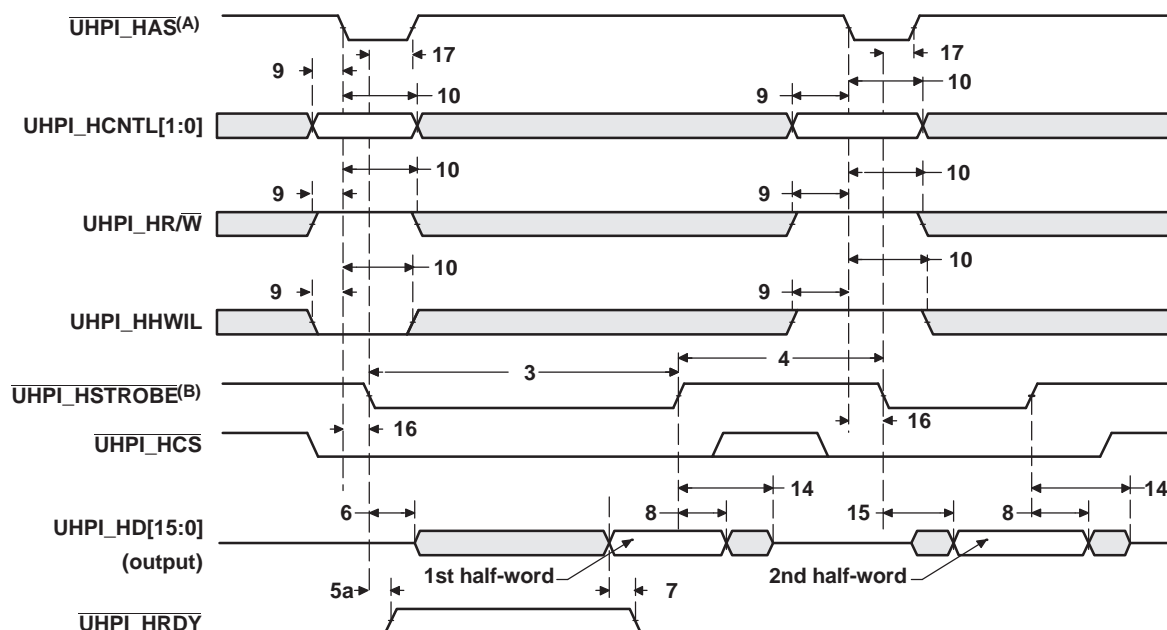 UHPI_HAS(A)
17
17
9
10
9
10
UHPI_HCNTL[1:0]
10
10
9
9
UHPI_HR/W
10
10
9
9
UHPI_HHWIL
3
4
UHPI_HSTROBE(B)
16
16
UHPI_HCS
14
14
6
8
15
8
UHPI_HD[15:0]
(output)
1st half-word
2nd half-word
5a
7
UHPI_HRDY